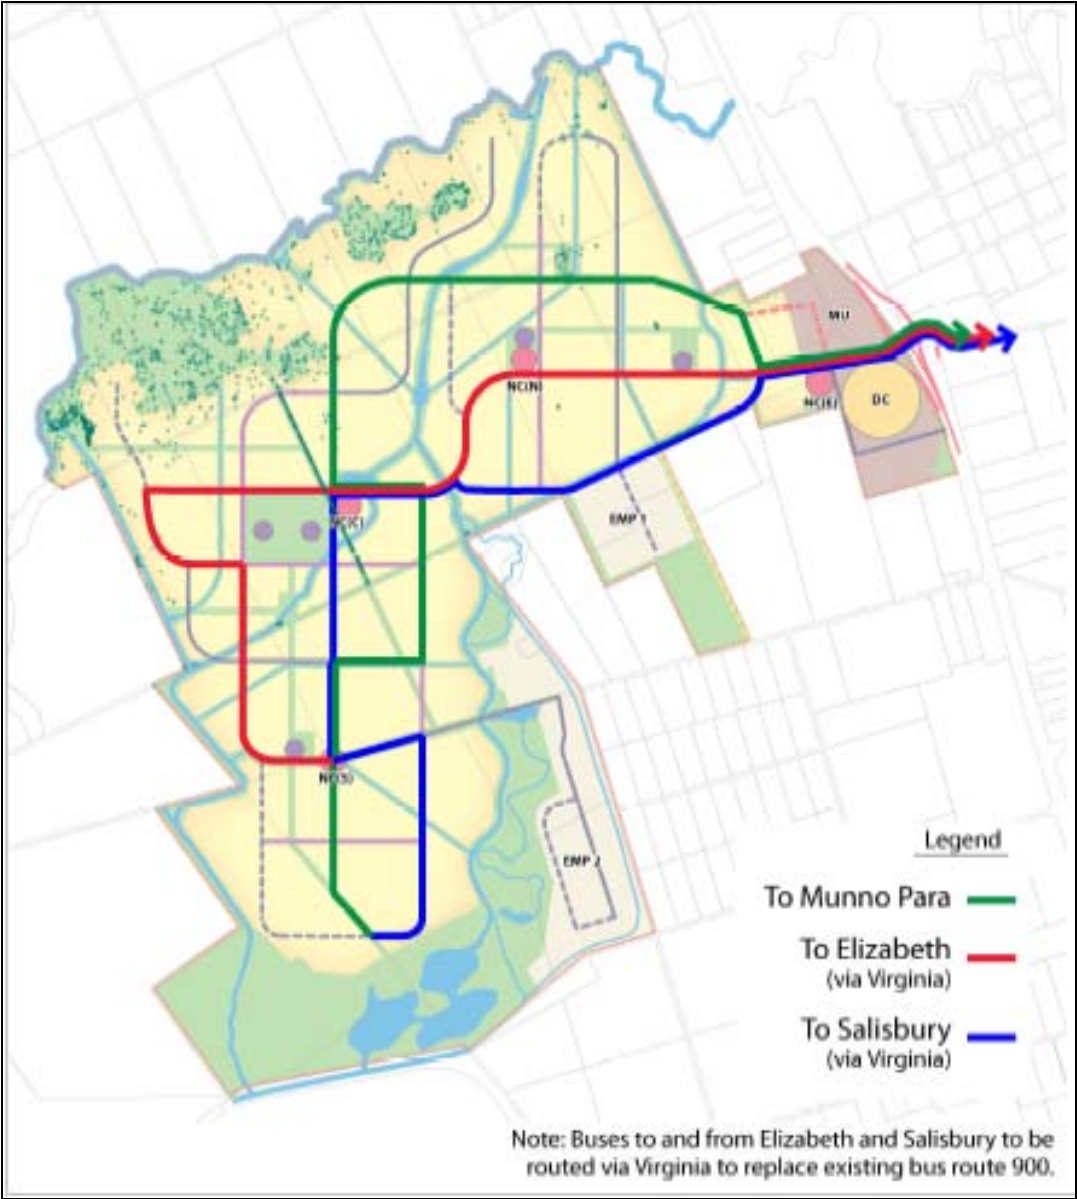 MU
NC(N)
NC(E)
DC
NC(C)
EMP 1
NC(S)
EMP 2
Legend
To Munno Para
To Elizabeth
(via Virginia)
To Salisbury
(via Virginia)
Note: Buses to and from Elizabeth and Salisbury to be
routed via Virginia to replace existing bus route 900.